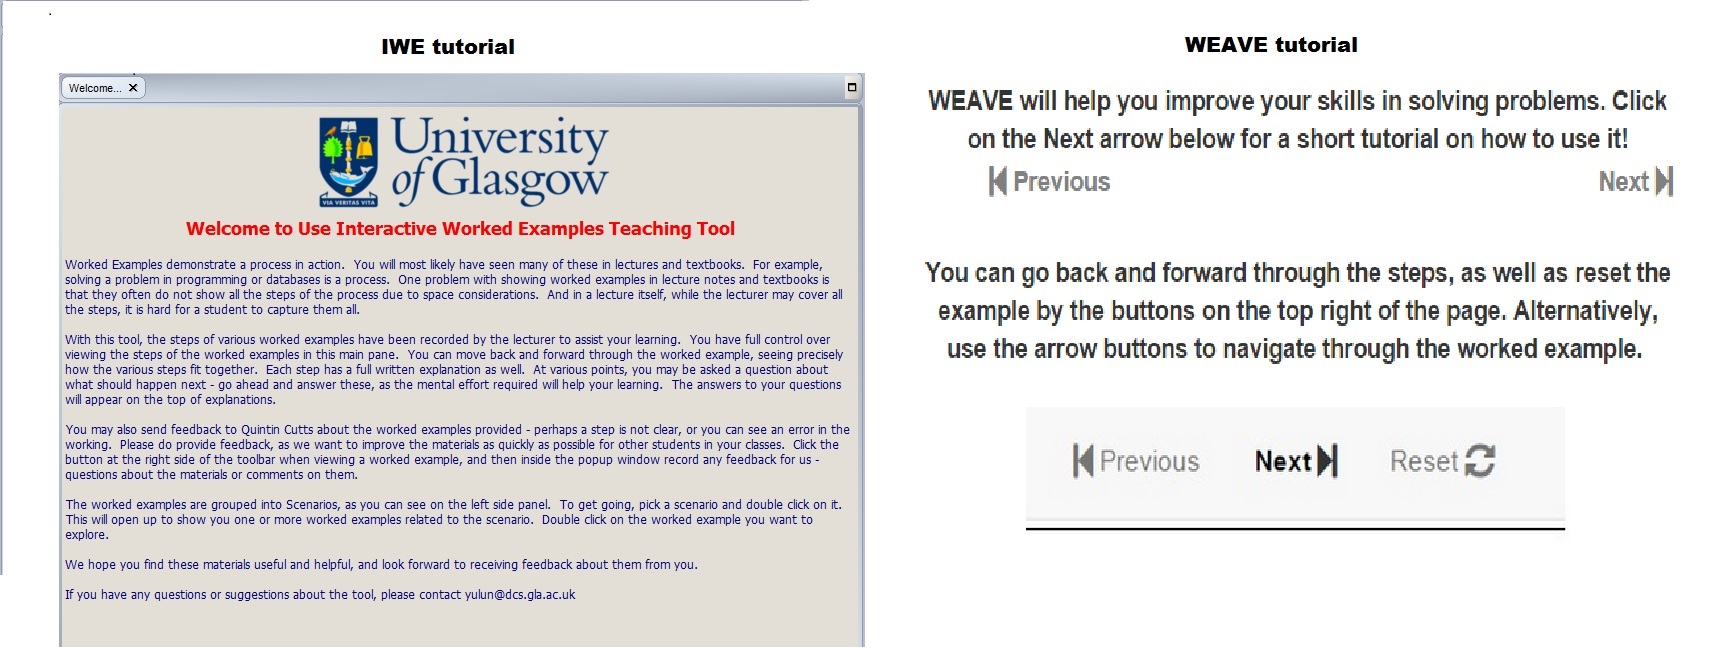 IWE tutorial
Welcome...
University
of Glasgow
VIA VERITAS VITA
Welcome to Use Interactive Worked Examples Teaching Tool
Worked Examples demonstrate a process in action.  You will most likely have seen many of these in lectures and textbooks.  For example,
solving a problem in programming or databases is a process.  One problem with showing worked examples in lecture notes and textbooks is
that they often do not show all the steps of the process due to space considerations.  And in a lecture itself, while the lecturer may cover all
the steps, it is hard for a student to capture them all.
With this tool, the steps of various worked examples have been recorded by the lecturer to assist your learning.  You have full control over
viewing the steps of the worked examples in this main pane.  You can move back and forward through the worked example, seeing precisely
how the various steps fit together.  Each step has a full written explanation as well.  At various points, you may be asked a question about
what should happen next - go ahead and answer these, as the mental effort required will help your learning.  The answers to your questions
will appear on the top of explanations.
You may also send feedback to Quintin Cutts about the worked examples provided - perhaps a step is not clear, or you can see an error in the
working.  Please do provide feedback, as we want to improve the materials as quickly as possible for other students in your classes.  Click the
button at the right side of the toolbar when viewing a worked example, and then inside the popup window record any feedback for us -
questions about the materials or comments on them.
The worked examples are grouped into Scenarios, as you can see on the left side panel.  To get going, pick a scenario and double click on it.
This will open up to show you one or more worked examples related to the scenario.  Double click on the worked example you want to
explore.
We hope you find these materials useful and helpful, and look forward to receiving feedback about them from you.
If you have any questions or suggestions about the tool, please contact yulun@dcs.gla.ac.uk
WEAVE tutorial
WEAVE will help you improve your skills in solving problems. Click
on the Next arrow below for a short tutorial on how to use it!
Previous
Next
You can go back and forward through the steps, as well as reset the
example by the buttons on the top right of the page. Alternatively,
use the arrow buttons to navigate through the worked example.
Previous Next Reset